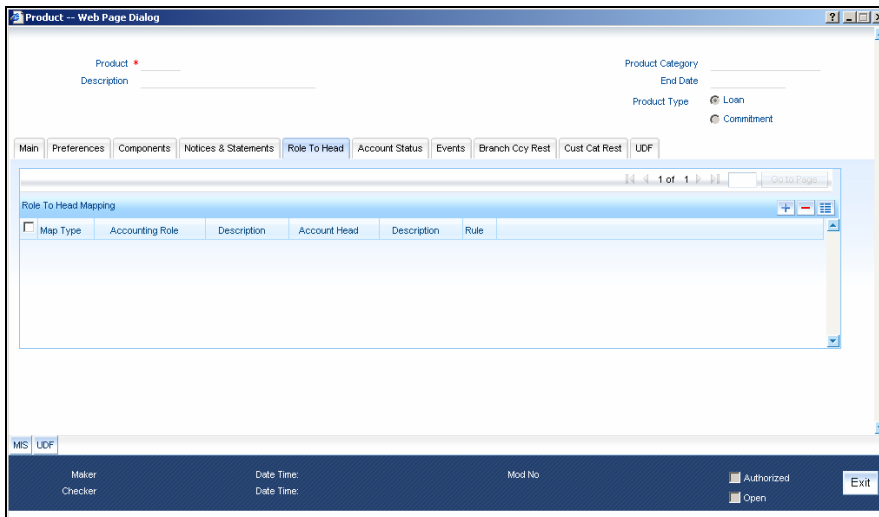 Product -- Web Page Dialog
Product *
Product Category
Description
End Date
Product Type Loan
Commitment
Main Preferences Components Notices & Statements Role To Head Account Status Events Branch Ccy Rest Cust Cat Rest UDF
1 of 1 Go to Page
Role To Head Mapping
Map Type Accounting Role Description Account Head Description Rule
MIS UDF
Maker Date Time: Mod No Authorized
Checker Date Time: Open
Exit